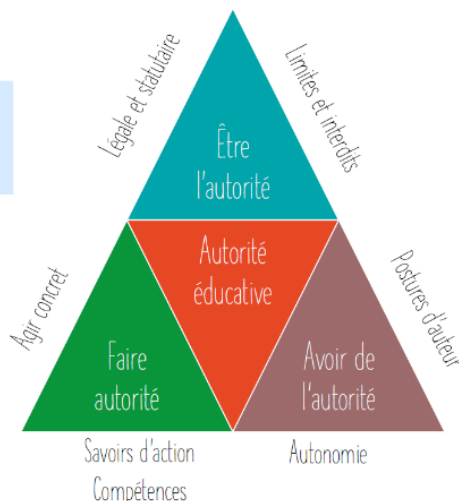 Légale et statutaire
Limites et interdits
Être
l'autorité
Autorité
éducative
Agir concret
Postures d'auteur
Faire
autorité
Avoir de
l'autorité
Savoirs d'action
Compétences
Autonomie